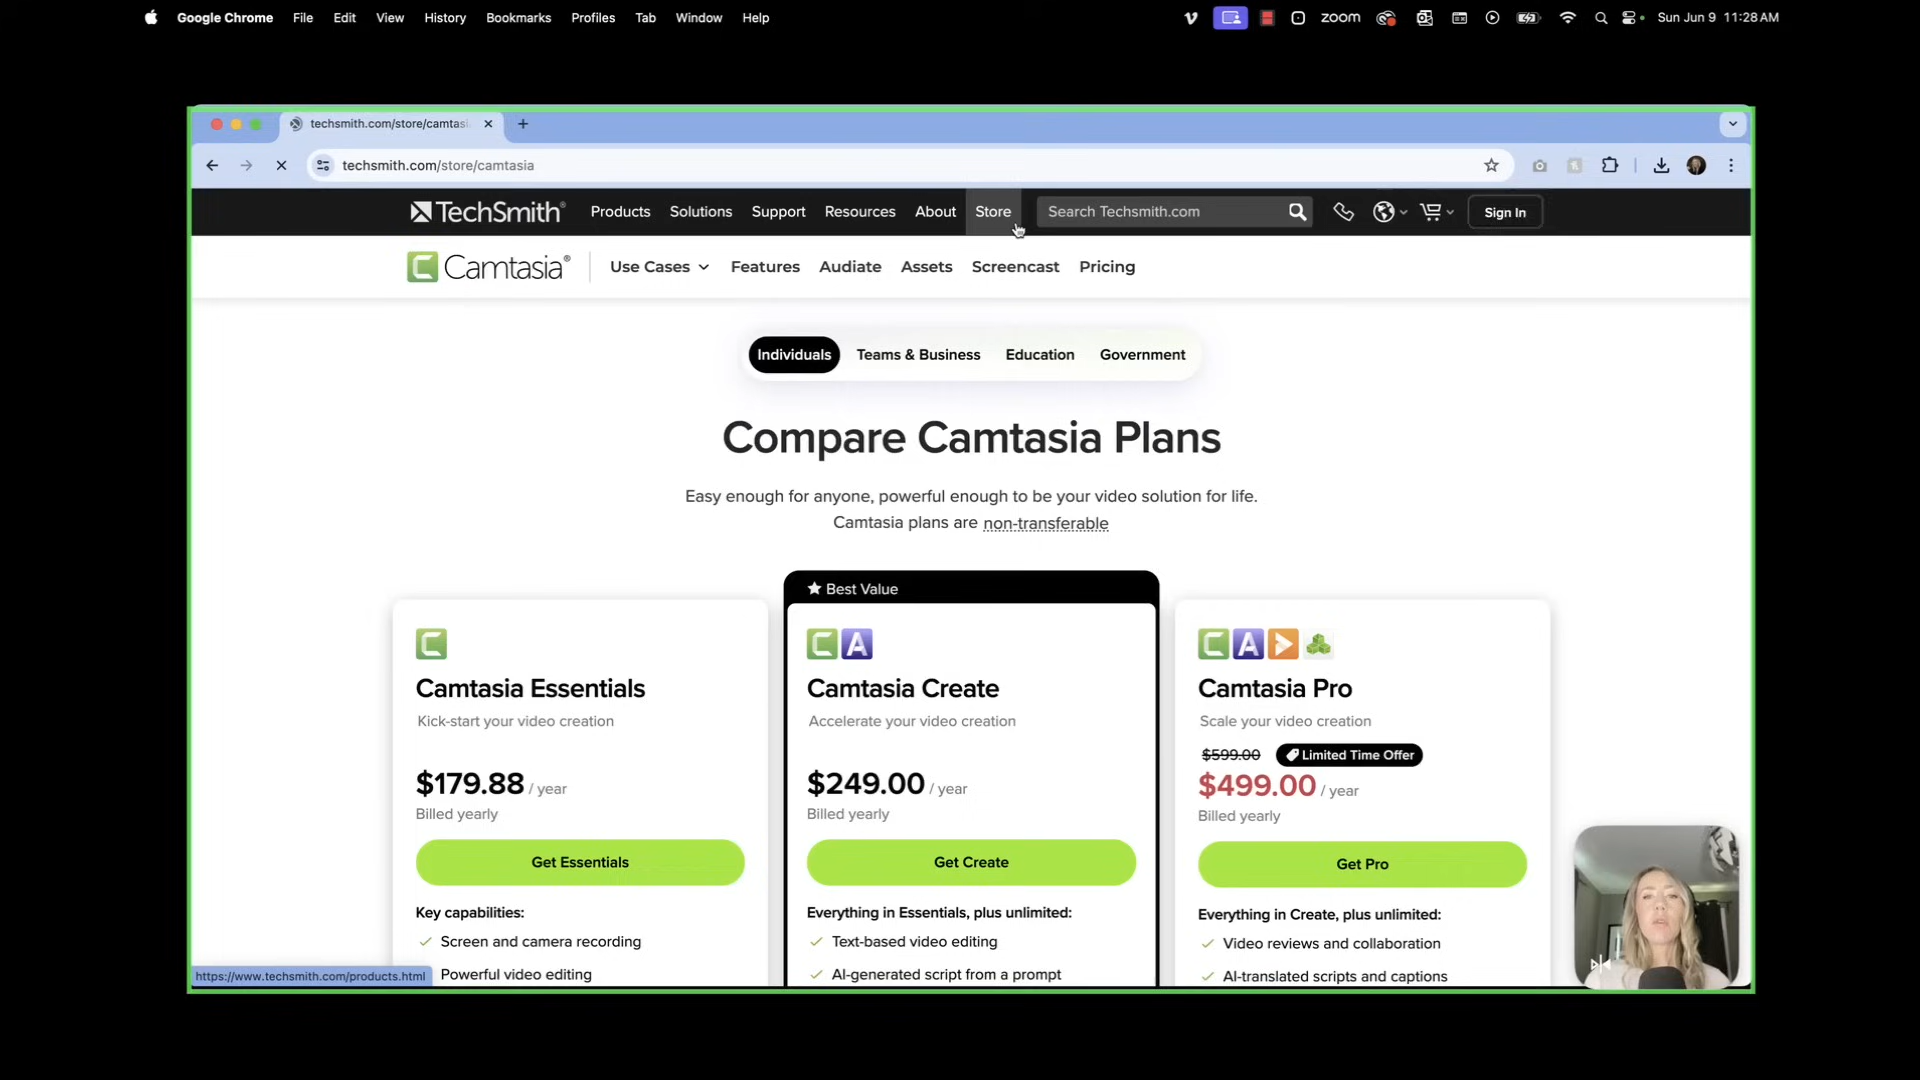 Google Chrome File Edit View History Bookmarks Profiles Tab Window Help
zoom Sun Jun 9 11:28 AM
techsmith.com/store/camtasi
techsmith.com/store/camtasia
TechSmith® Products Solutions Support Resources About Store Search Techsmith.com Sign In
Camtasia® Use Cases Features Audiate Assets Screencast Pricing
Individuals Teams & Business Education Government
Compare Camtasia Plans
Easy enough for anyone, powerful enough to be your video solution for life.
Camtasia plans are non-transferable
Best Value
C
C A
C A
Camtasia Essentials
Kick-start your video creation
$179.88 / year
Billed yearly
Get Essentials
Key capabilities:
Screen and camera recording
Powerful video editing
Camtasia Create
Accelerate your video creation
$249.00 / year
Billed yearly
Get Create
Everything in Essentials, plus unlimited:
Text-based video editing
AI-generated script from a prompt
Camtasia Pro
Scale your video creation
$599.00 Limited Time Offer
$499.00 / year
Billed yearly
Get Pro
Everything in Create, plus unlimited:
Video reviews and collaboration
AI-translated scripts and captions
https://www.techsmith.com/products.html